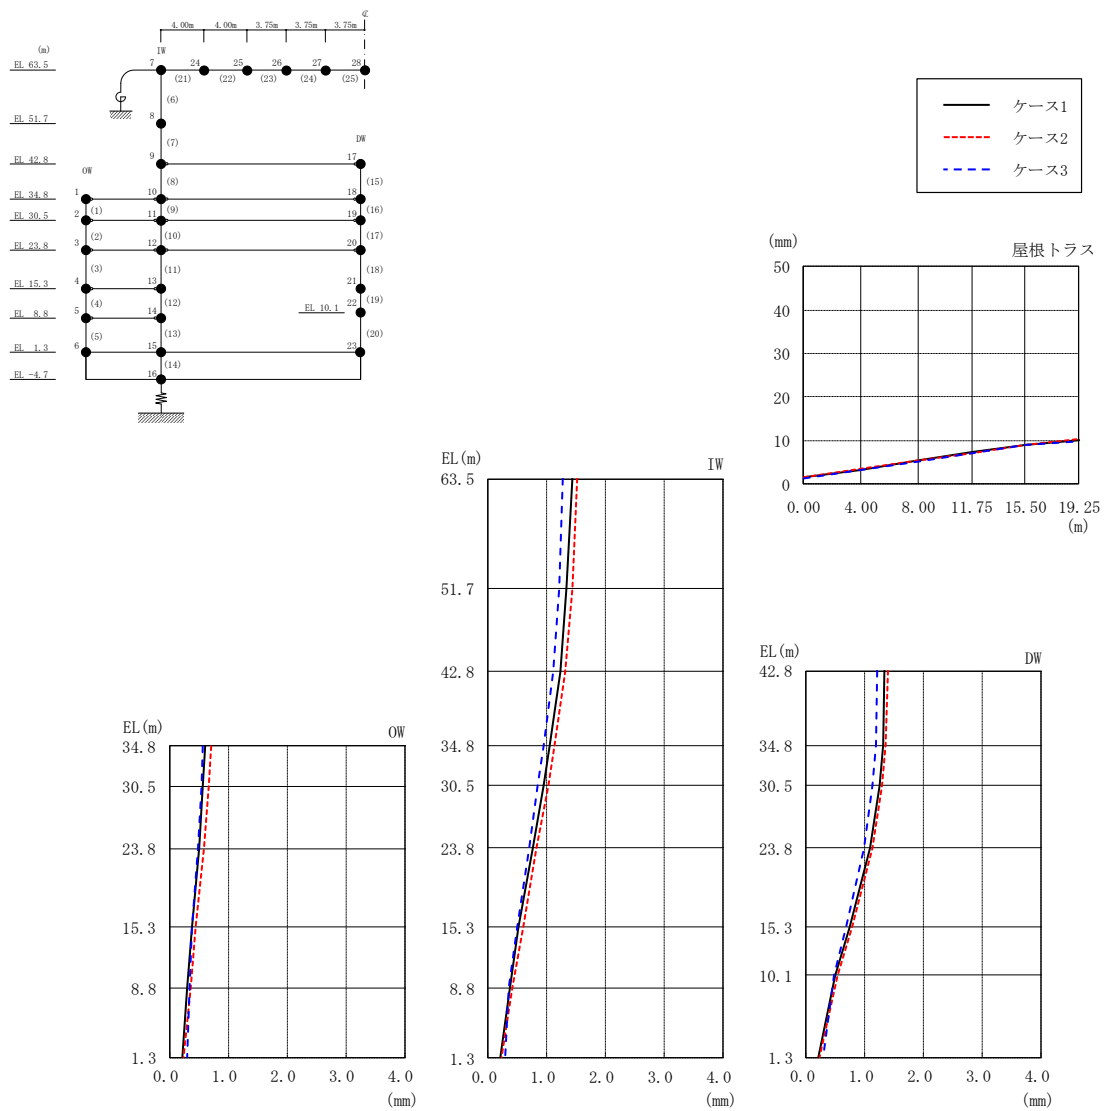 ℄
4.00m 4.00m 3.75m 3.75m 3.75m
(m) IW
EL 63.5 7 24 25 26 27 28
(21) (22) (23) (24) (25)
(6)
EL 51.7 8
(7) DW
EL 42.8 9 17
OW (8) (15)
EL 34.8 1 10 18
(1) (9) (16)
EL 30.5 2 11 19
(2) (10) (17)
EL 23.8 3 12 20
(3) (11) (18)
EL 15.3 4 13 21
(4) (12) EL 10.1 22 (19)
EL 8.8 5 14
(5) (13) (20)
EL 1.3 6 15 23
(14)
EL -4.7 16
ケース1
ケース2
ケース3
(mm) 屋根トラス
50
40
30
20
10
0
0.00 4.00 8.00 11.75 15.50 19.25
(m)
EL(m) OW
34.8
30.5
23.8
15.3
8.8
1.3
0.0 1.0 2.0 3.0 4.0
(mm)
EL(m) IW
63.5
51.7
42.8
34.8
30.5
23.8
15.3
8.8
1.3
0.0 1.0 2.0 3.0 4.0
(mm)
EL(m) DW
42.8
34.8
30.5
23.8
15.3
10.1
1.3
0.0 1.0 2.0 3.0 4.0
(mm)